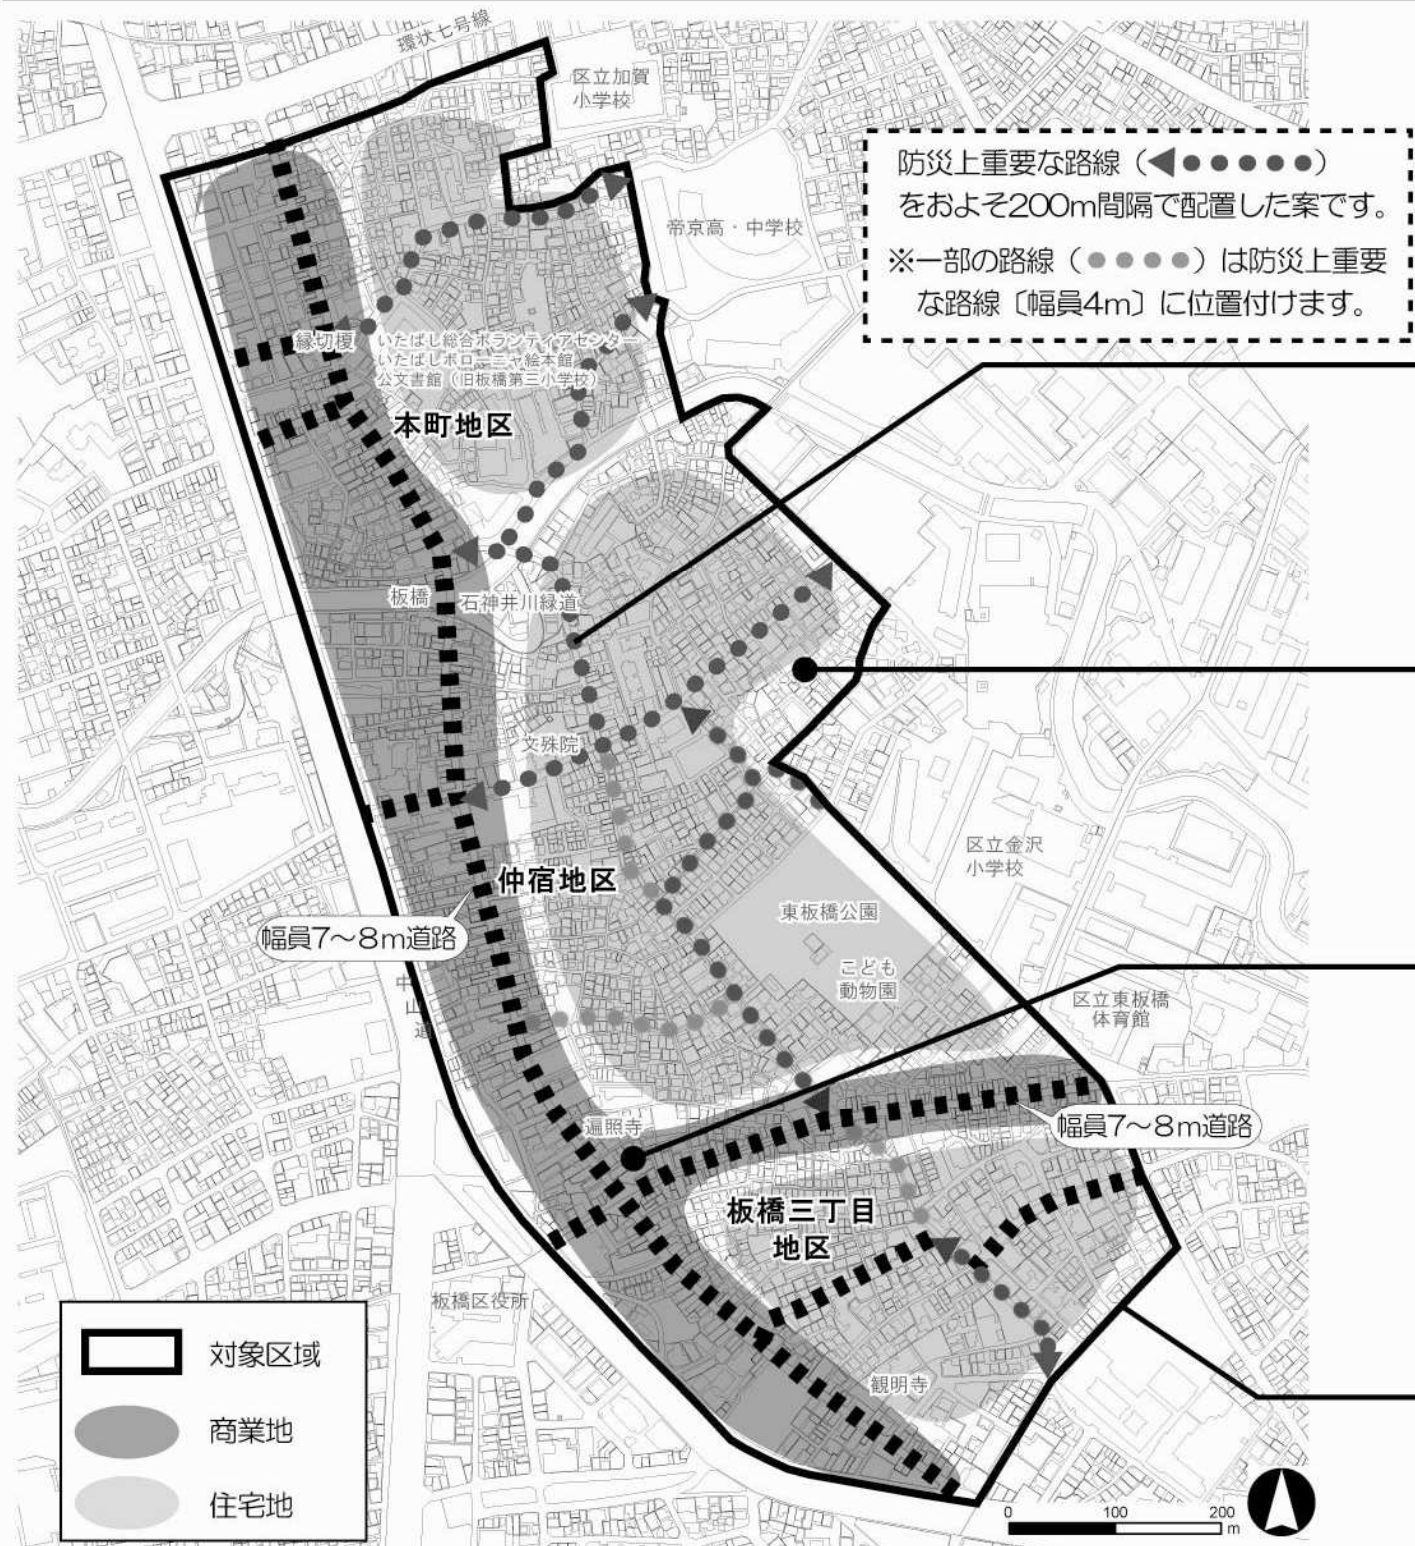 環状七号線
区立加賀
小学校
帝京高・中学校
防災上重要な路線（◀●●●●●）
をおよそ200m間隔で配置した案です。
※一部の路線（●●●●）は防災上重要
な路線〔幅員4m〕に位置付けます。
縁切榎
いたばし総合ボランティアセンター
いたばしボローニャ絵本館
公文書館（旧板橋第三小学校）
本町地区
板橋
石神井川緑道
文殊院
仲宿地区
幅員7～8m道路
中山道
区立金沢
小学校
東板橋公園
こども
動物園
区立東板橋
体育館
遍照寺
幅員7～8m道路
板橋三丁目
地区
板橋区役所
観明寺
対象区域
商業地
住宅地
0 100 200 m